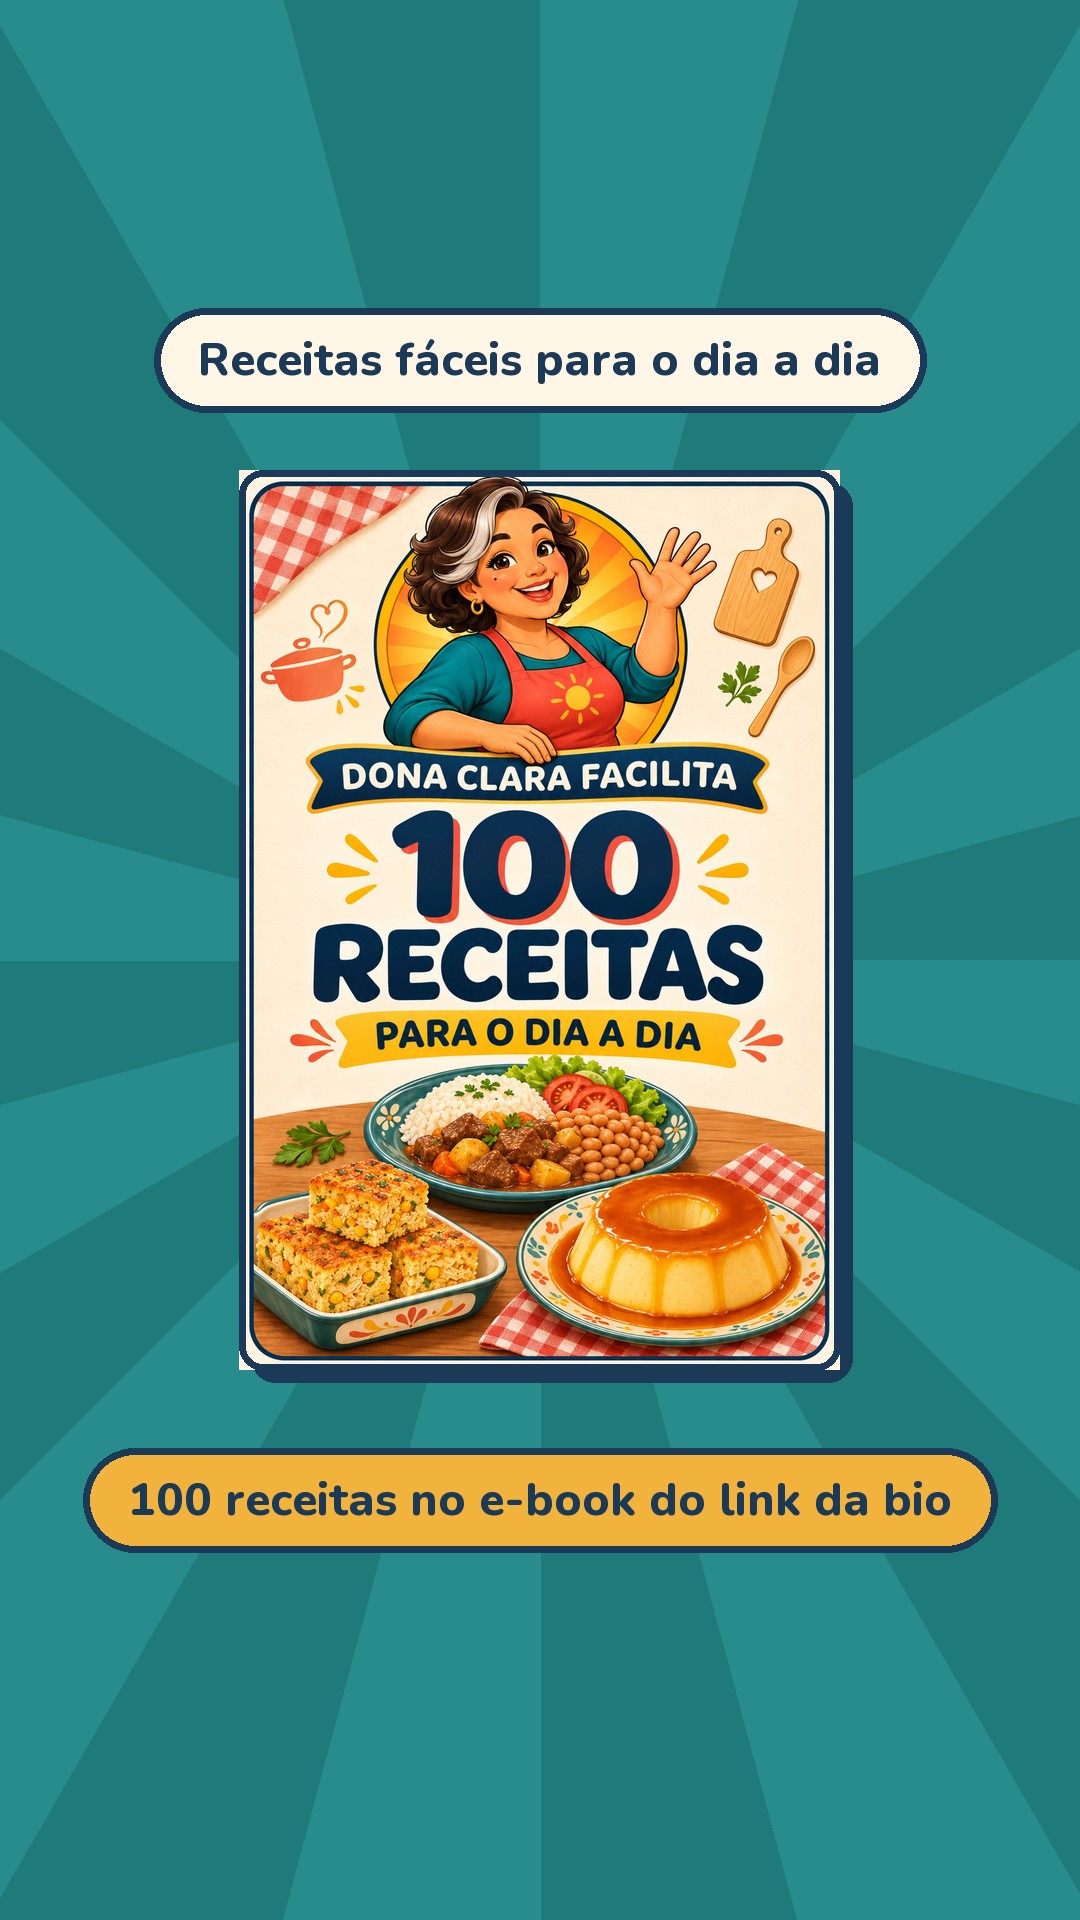 Receitas fáceis para o dia a dia
DONA CLARA FACILITA
100
RECEITAS
PARA O DIA A DIA
100 receitas no e-book do link da bio